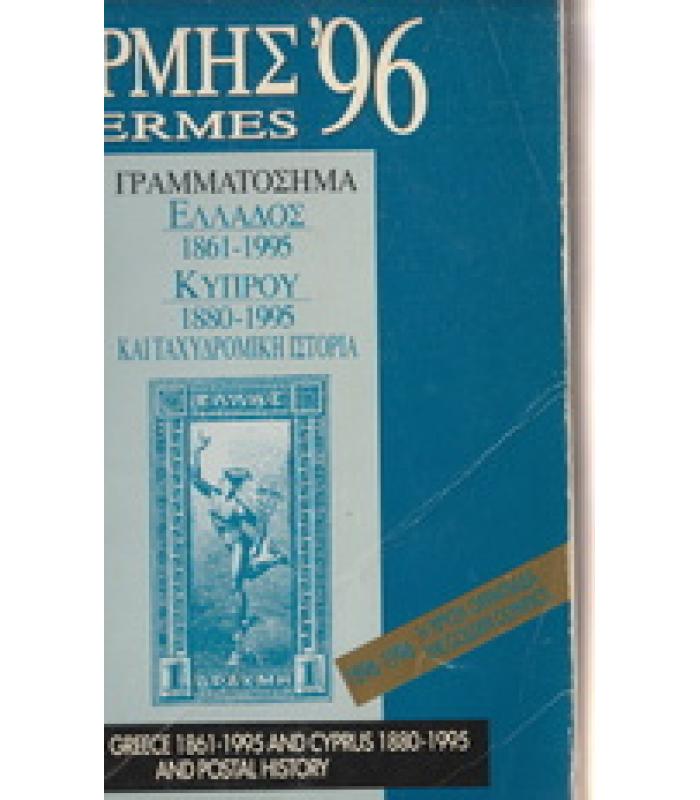 ΡΜΗΣ '96
ERMES
ΓΡΑΜΜΑΤΟΣΗΜΑ
ΕΛΛΑΔΟΣ
1861-1995
ΚΥΠΡΟΥ
1880-1995
ΚΑΙ ΤΑΧΥΔΡΟΜΙΚΗ ΙΣΤΟΡΙΑ
ΕΛΛΑΣ
1 ΔΡΑΧΜΗ 1
GREECE 1861-1995 AND CYPRUS 1880-1995
AND POSTAL HISTORY